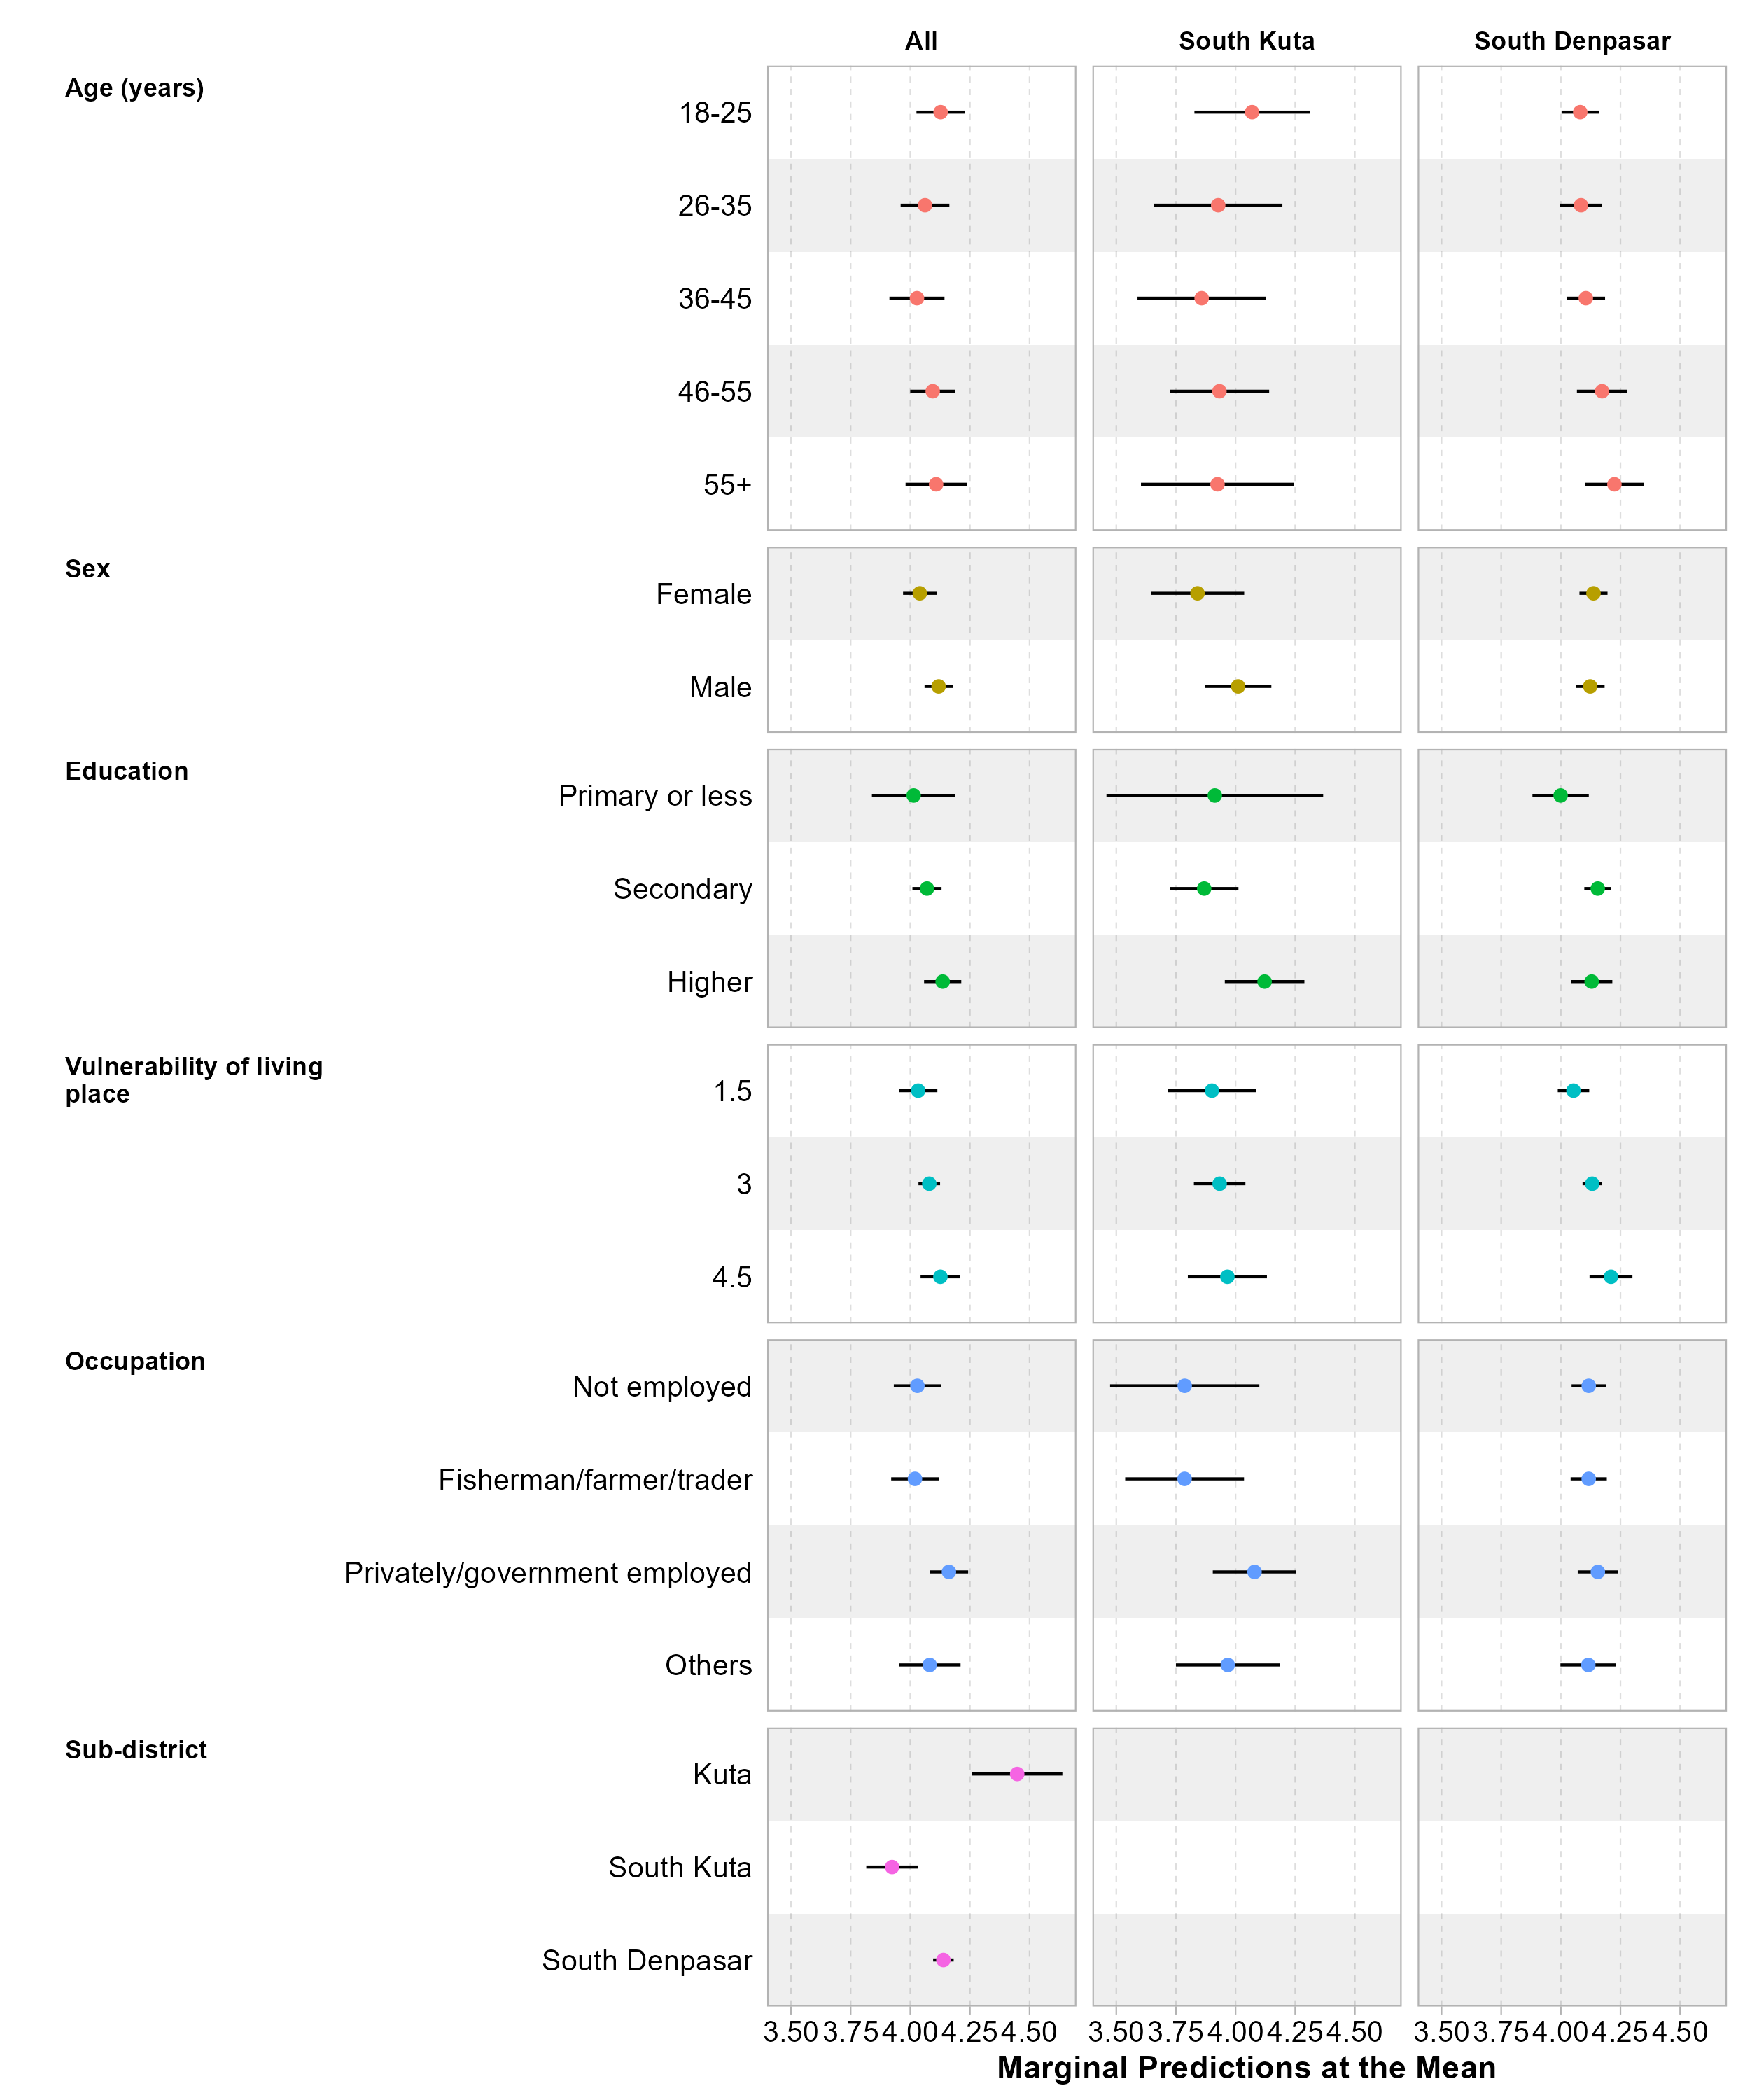 All South Kuta South Denpasar
Age (years)
18-25
26-35
36-45
46-55
55+
Sex
Female
Male
Education
Primary or less
Secondary
Higher
Vulnerability of living
place
1.5
3
4.5
Occupation
Not employed
Fisherman/farmer/trader
Privately/government employed
Others
Sub-district
Kuta
South Kuta
South Denpasar
3.50 3.75 4.00 4.25 4.50 3.50 3.75 4.00 4.25 4.50 3.50 3.75 4.00 4.25 4.50
Marginal Predictions at the Mean